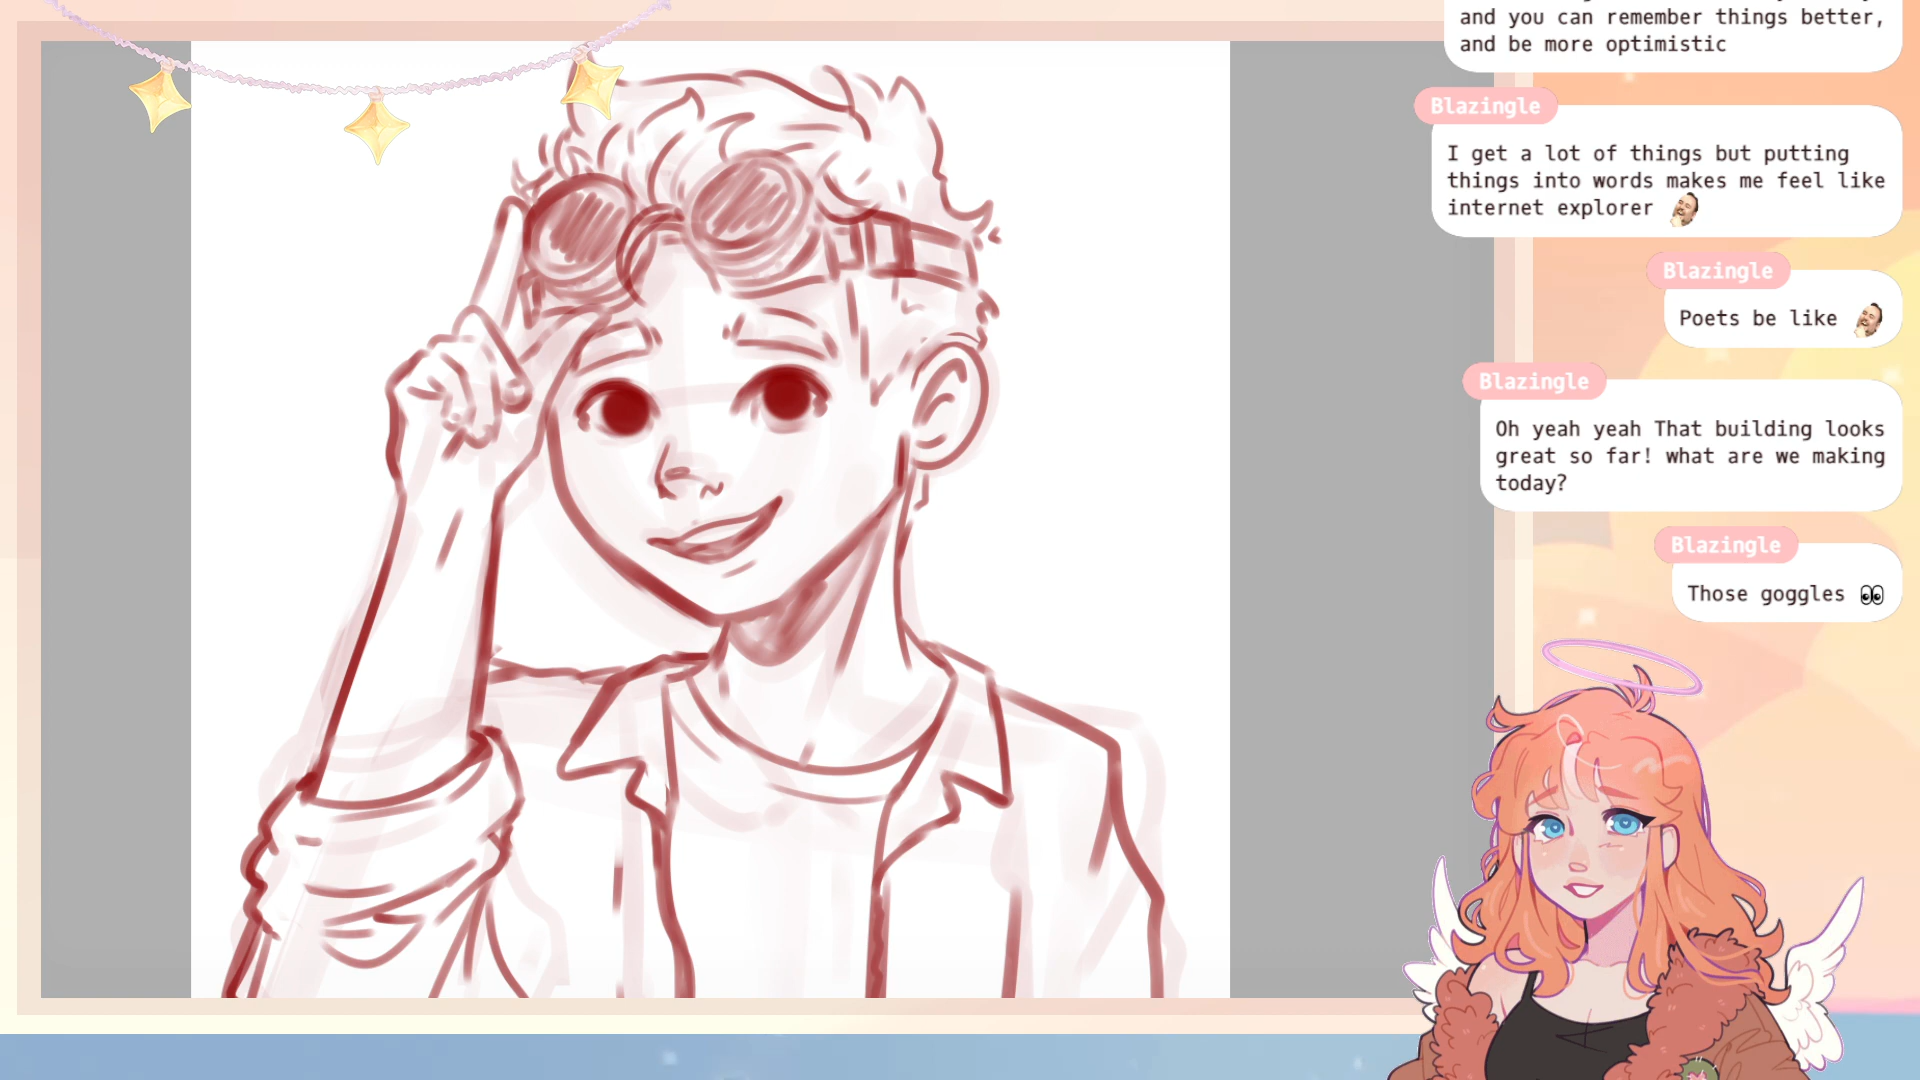 and you can remember things better,
and be more optimistic
Blazingle
I get a lot of things but putting
things into words makes me feel like
internet explorer
Blazingle
Poets be like
Blazingle
Oh yeah yeah That building looks
great so far! what are we making
today?
Blazingle
Those goggles 👀